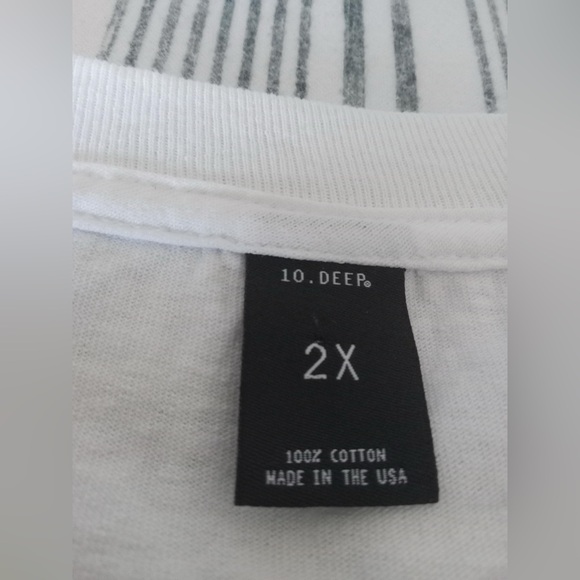 10.DEEP®
2X
100% COTTON
MADE IN THE USA